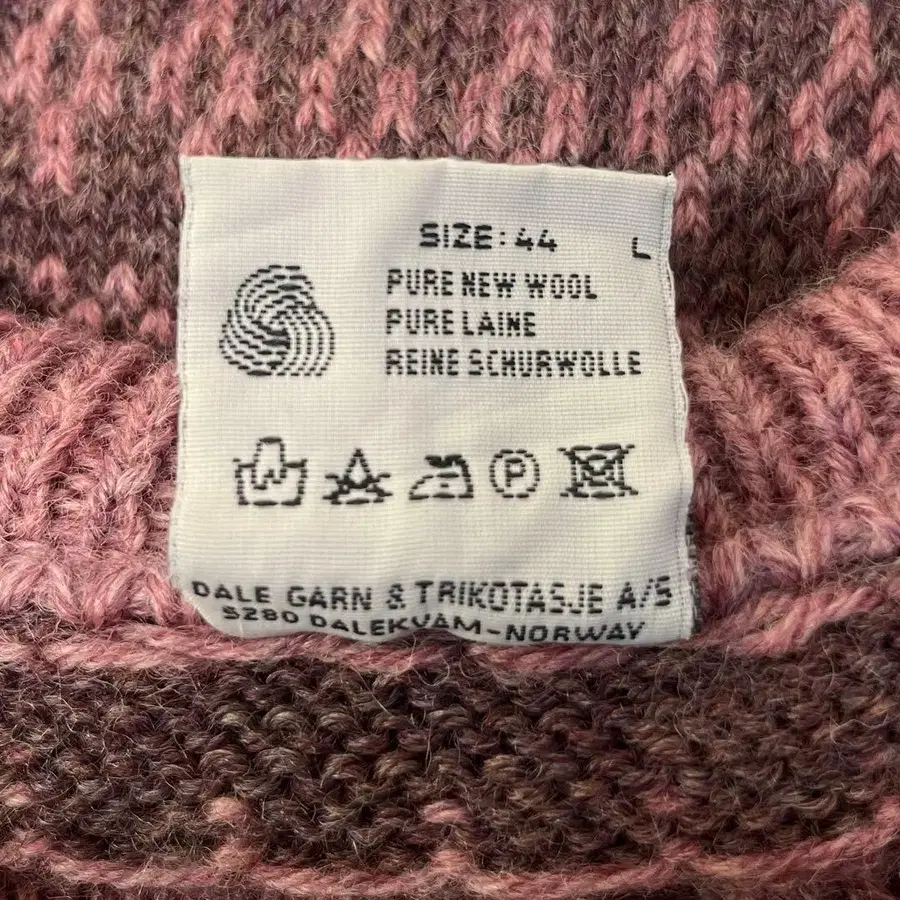 SIZE: 44 L
PURE NEW WOOL
PURE LAINE
REINE SCHURWOLLE
P
DALE GARN & TRIKOTASJE A/S
5280 DALEKVAM-NORWAY